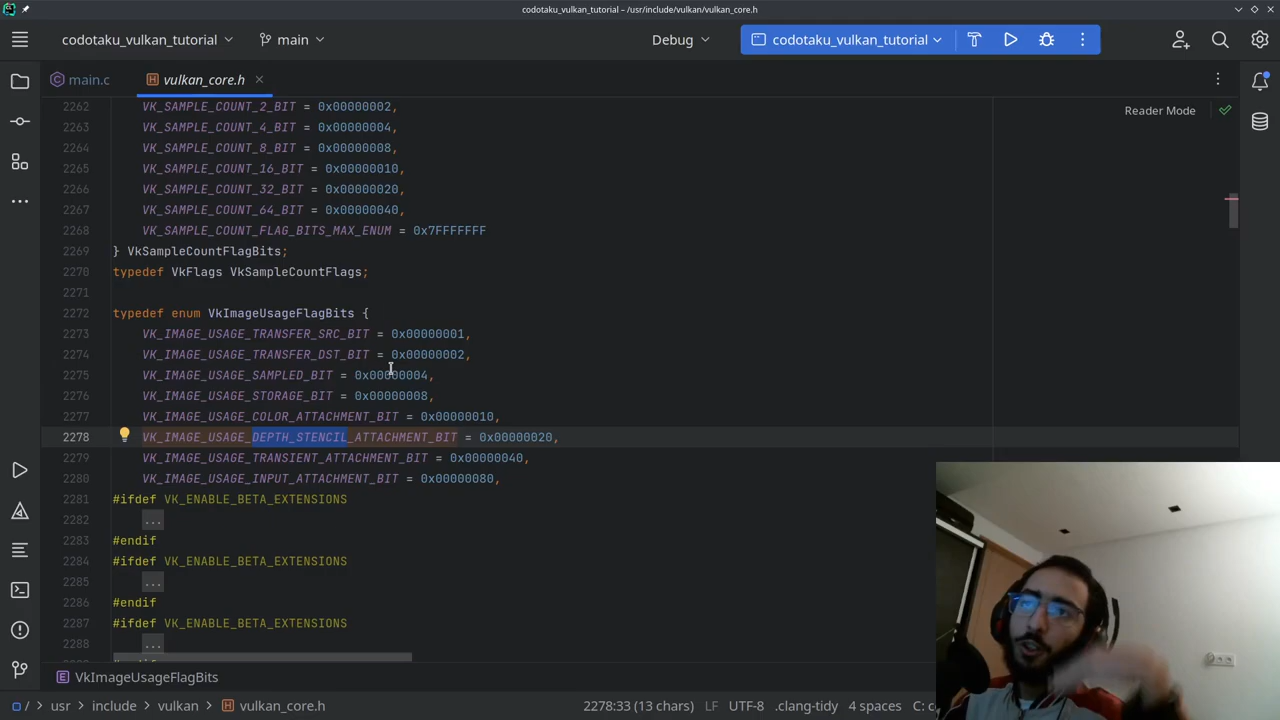 codotaku_vulkan_tutorial – /usr/include/vulkan/vulkan_core.h
codotaku_vulkan_tutorial
main
Debug
codotaku_vulkan_tutorial
main.c
vulkan_core.h
Reader Mode
2262 VK_SAMPLE_COUNT_2_BIT = 0x00000002,
2263 VK_SAMPLE_COUNT_4_BIT = 0x00000004,
2264 VK_SAMPLE_COUNT_8_BIT = 0x00000008,
2265 VK_SAMPLE_COUNT_16_BIT = 0x00000010,
2266 VK_SAMPLE_COUNT_32_BIT = 0x00000020,
2267 VK_SAMPLE_COUNT_64_BIT = 0x00000040,
2268 VK_SAMPLE_COUNT_FLAG_BITS_MAX_ENUM = 0x7FFFFFFF
2269 } VkSampleCountFlagBits;
2270 typedef VkFlags VkSampleCountFlags;
2271
2272 typedef enum VkImageUsageFlagBits {
2273 VK_IMAGE_USAGE_TRANSFER_SRC_BIT = 0x00000001,
2274 VK_IMAGE_USAGE_TRANSFER_DST_BIT = 0x00000002,
2275 VK_IMAGE_USAGE_SAMPLED_BIT = 0x00000004,
2276 VK_IMAGE_USAGE_STORAGE_BIT = 0x00000008,
2277 VK_IMAGE_USAGE_COLOR_ATTACHMENT_BIT = 0x00000010,
2278 VK_IMAGE_USAGE_DEPTH_STENCIL_ATTACHMENT_BIT = 0x00000020,
2279 VK_IMAGE_USAGE_TRANSIENT_ATTACHMENT_BIT = 0x00000040,
2280 VK_IMAGE_USAGE_INPUT_ATTACHMENT_BIT = 0x00000080,
2281 #ifdef VK_ENABLE_BETA_EXTENSIONS
2282 ...
2283 #endif
2284 #ifdef VK_ENABLE_BETA_EXTENSIONS
2285 ...
2286 #endif
2287 #ifdef VK_ENABLE_BETA_EXTENSIONS
2288 ...
E VkImageUsageFlagBits
/ › usr › include › vulkan › vulkan_core.h
2278:33 (13 chars) LF UTF-8 .clang-tidy 4 spaces C: